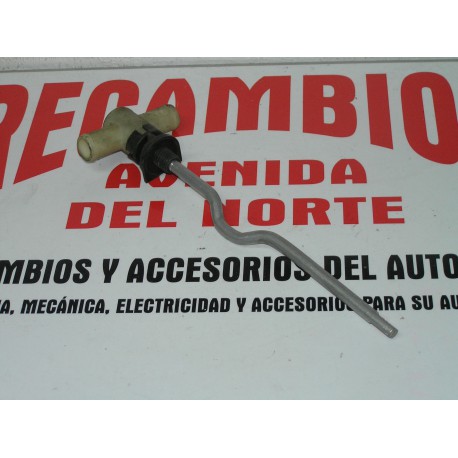 RECAMBIO
AVENIDA
DEL NORTE
MBIOS Y ACCESORIOS DEL AUTO
A, MECÁNICA, ELECTRICIDAD Y ACCESORIOS PARA SU AU